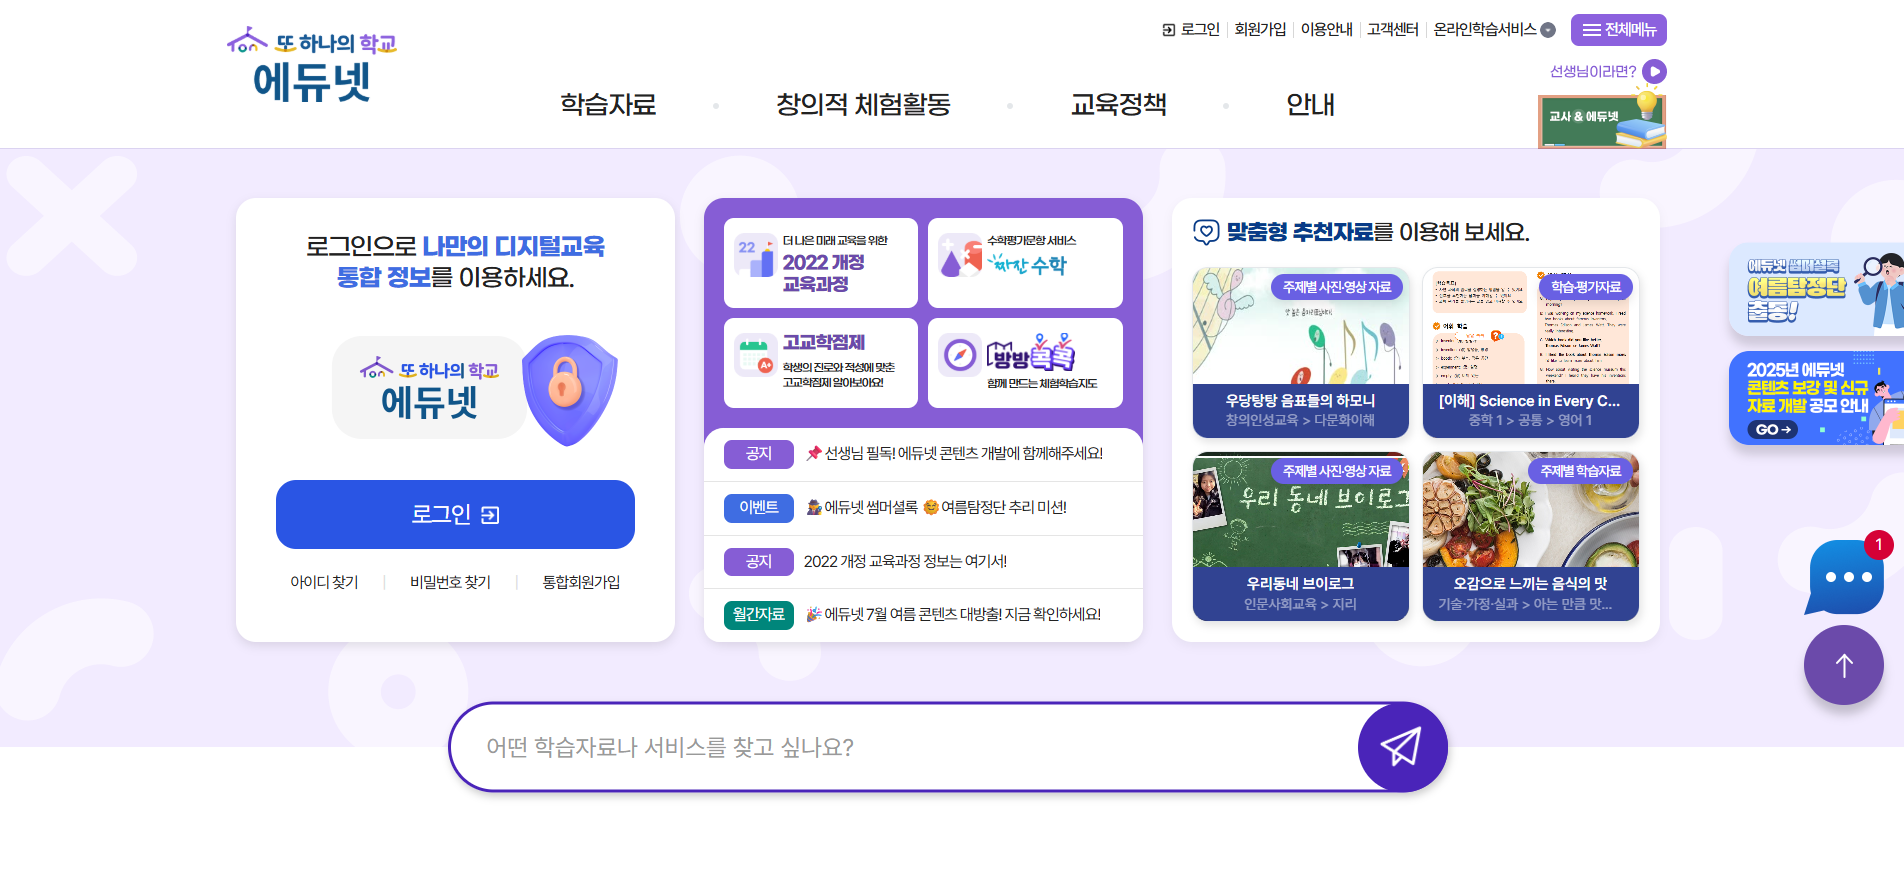 또 하나의 학교
에듀넷
로그인
회원가입
이용안내
고객센터
온라인학습서비스
전체메뉴
선생님이라면?
교사 & 에듀넷
학습자료
창의적 체험활동
교육정책
안내
로그인으로 나만의 디지털교육
통합 정보를 이용하세요.
또 하나의 학교
에듀넷
로그인
아이디 찾기
비밀번호 찾기
통합회원가입
22
더 나은 미래 교육을 위한
2022 개정
교육과정
수학평가문항 서비스
짜잔 수학
A+
고교학점제
학생의 진로와 적성에 맞춘
고교학점제 알아보아요!
방방콕콕
함께 만드는 체험학습지도
공지 선생님 필독! 에듀넷 콘텐츠 개발에 함께해주세요!
이벤트 에듀넷 썸머셜록 여름탐정단 추리 미션!
공지 2022 개정 교육과정 정보는 여기서!
월간자료 에듀넷 7월 여름 콘텐츠 대방출! 지금 확인하세요!
맞춤형 추천자료를 이용해 보세요.
주제별 사진·영상 자료
우당탕탕 음표들의 하모니
창의인성교육 > 다문화이해
학습·평가자료
[이해] Science in Every C...
중학 1 > 공통 > 영어 1
주제별 사진·영상 자료
우리 동네 브이로그
우리동네 브이로그
인문사회교육 > 지리
주제별 학습자료
오감으로 느끼는 음식의 맛
기술·가정·실과 > 아는 만큼 맛...
에듀넷 썸머셜록
여름탐정단
출동!
2025년 에듀넷
콘텐츠 보강 및 신규
자료 개발 공모 안내
GO →
1
어떤 학습자료나 서비스를 찾고 싶나요?